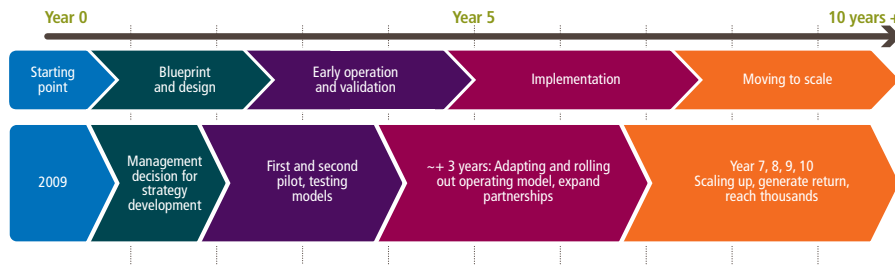 Year 0
Year 5
10 years +
Starting
point
Blueprint
and design
Early operation
and validation
Implementation
Moving to scale
2009
Management
decision for
strategy
development
First and second
pilot, testing
models
~+ 3 years: Adapting and rolling
out operating model, expand
partnerships
Year 7, 8, 9, 10
Scaling up, generate return,
reach thousands